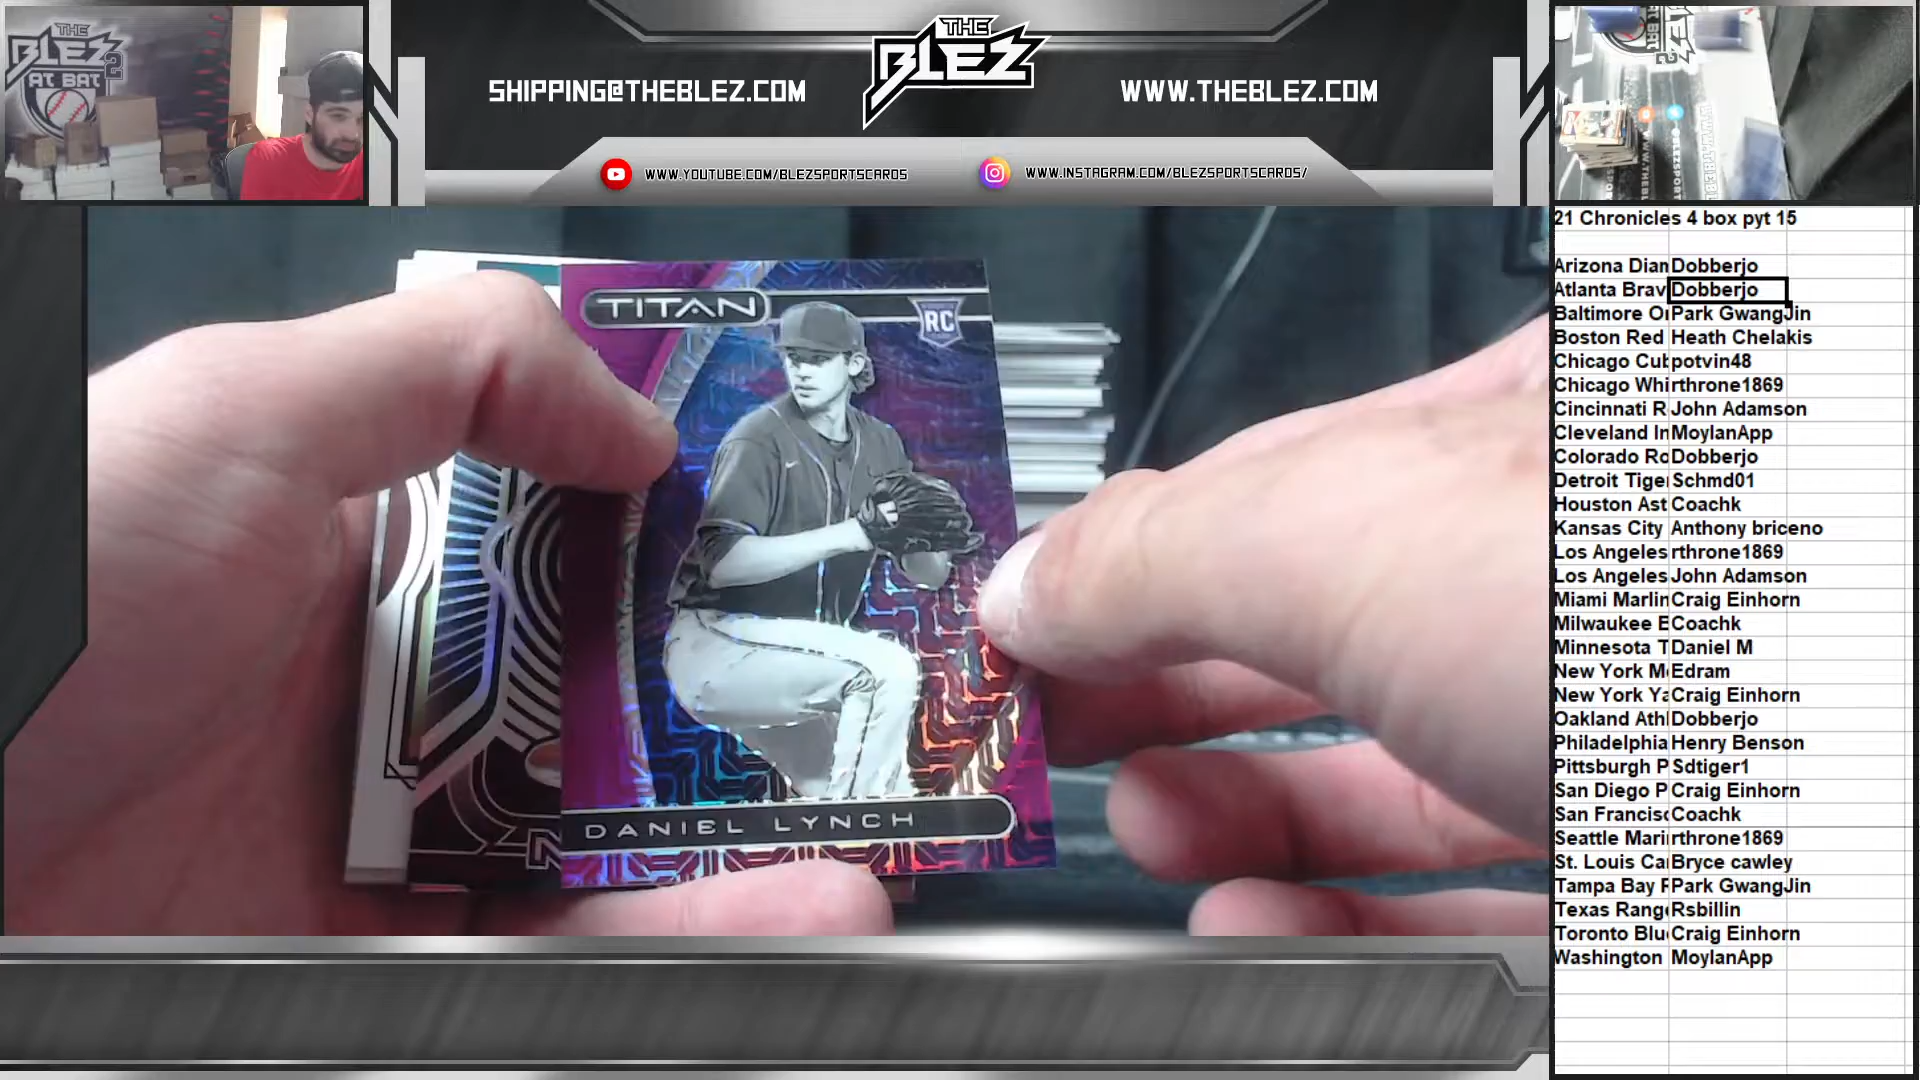 THE
BLEZ
AT BAT 2
SHIPPING@THEBLEZ.COM
THE
BLEZ
WWW.THEBLEZ.COM
WWW.YOUTUBE.COM/BLEZSPORTSCARDS
WWW.INSTAGRAM.COM/BLEZSPORTSCARDS/
TITAN
RC
DANIEL LYNCH
21 Chronicles 4 box pyt 15
Arizona Diam Dobberjo
Atlanta Brav Dobberjo
Baltimore Or Park GwangJin
Boston Red Heath Chelakis
Chicago Cub potvin48
Chicago Whi rthrone1869
Cincinnati R John Adamson
Cleveland In MoylanApp
Colorado Ro Dobberjo
Detroit Tiger Schmd01
Houston Ast Coachk
Kansas City Anthony briceno
Los Angeles rthrone1869
Los Angeles John Adamson
Miami Marlin Craig Einhorn
Milwaukee B Coachk
Minnesota T Daniel M
New York M Edram
New York Ya Craig Einhorn
Oakland Ath Dobberjo
Philadelphia Henry Benson
Pittsburgh P Sdtiger1
San Diego P Craig Einhorn
San Francisc Coachk
Seattle Mari rthrone1869
St. Louis Ca Bryce cawley
Tampa Bay R Park GwangJin
Texas Range Rsbillin
Toronto Blu Craig Einhorn
Washington MoylanApp